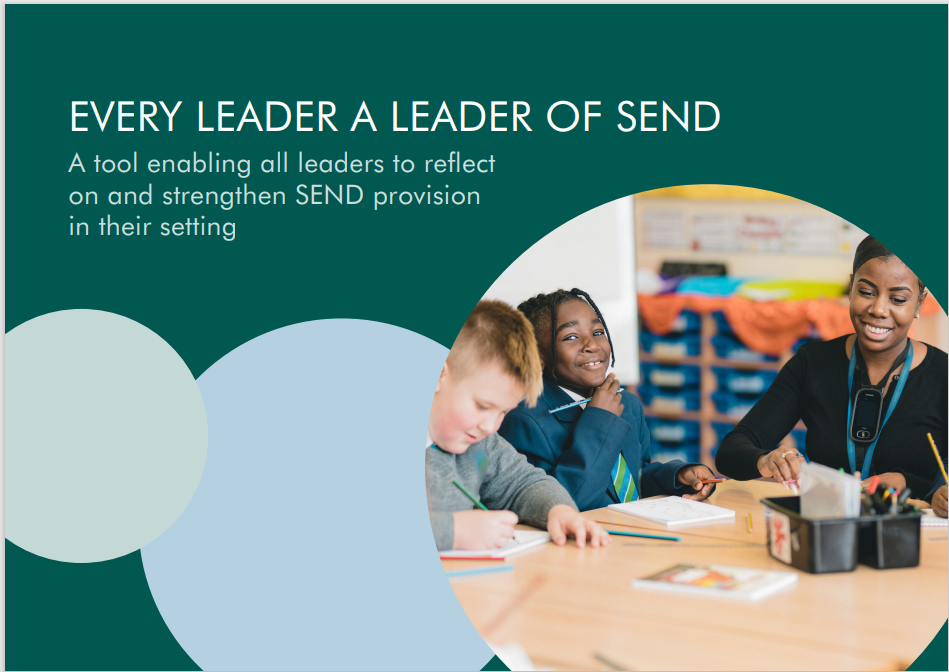 EVERY LEADER A LEADER OF SEND
A tool enabling all leaders to reflect
on and strengthen SEND provision
in their setting